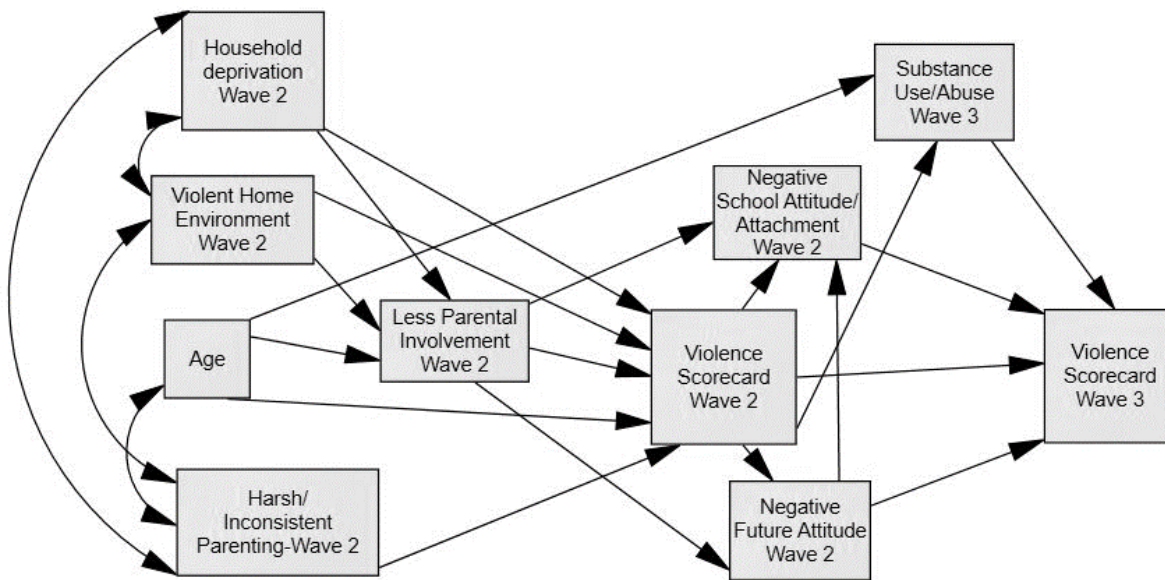 Household
deprivation
Wave 2
Substance
Use/Abuse
Wave 3
Violent Home
Environment
Wave 2
Negative
School Attitude/
Attachment
Wave 2
Age
Less Parental
Involvement
Wave 2
Violence
Scorecard
Wave 2
Violence
Scorecard
Wave 3
Harsh/
Inconsistent
Parenting-Wave 2
Negative
Future Attitude
Wave 2